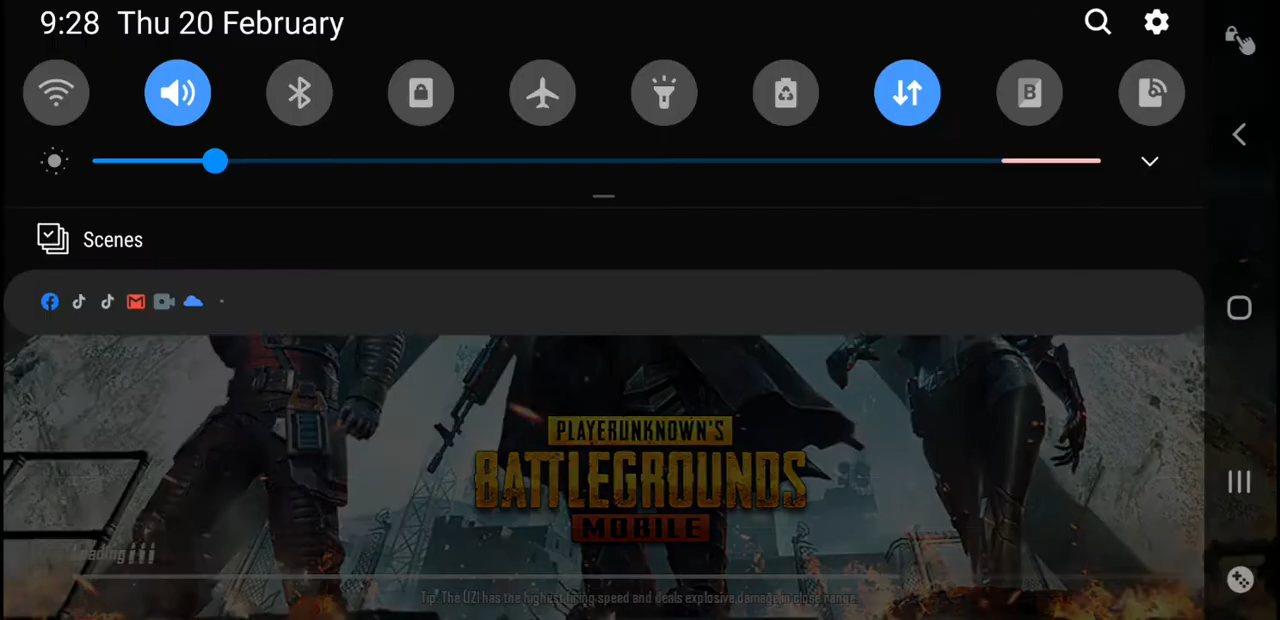 9:28 Thu 20 February
Scenes
PLAYERUNKNOWN'S
BATTLEGROUNDS
MOBILE
Loading
Tip: The UZI has the highest firing speed and deals explosive damage in close range.